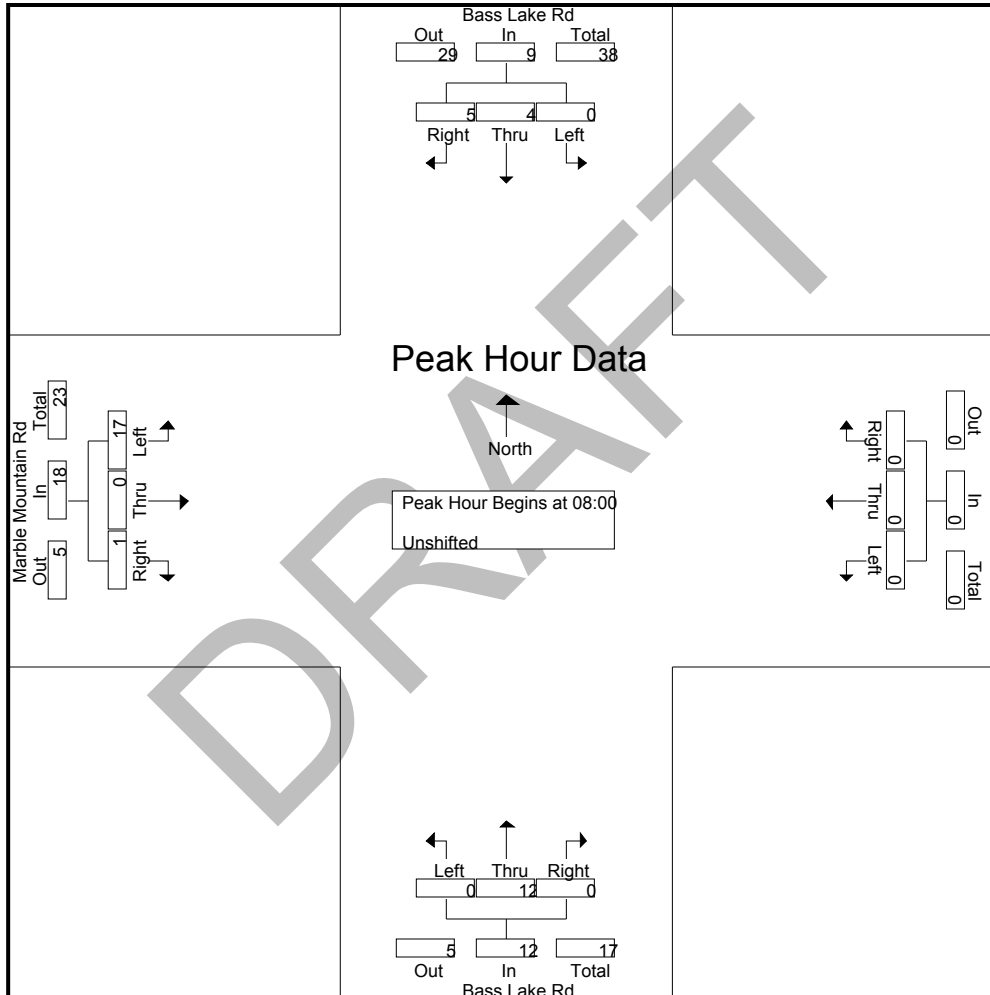 Bass Lake Rd
Out In Total
29 9 38
5 4 0
Right Thru Left
Peak Hour Data
North
Peak Hour Begins at 08:00
Unshifted
Marble Mountain Rd
Out In Total
5 18 23
1 0 17
Right Thru Left
Out In Total
0 0 0
0 0 0
Right Thru Left
Left Thru Right
0 12 0
5 12 17
Out In Total
Bass Lake Rd
DRAFT